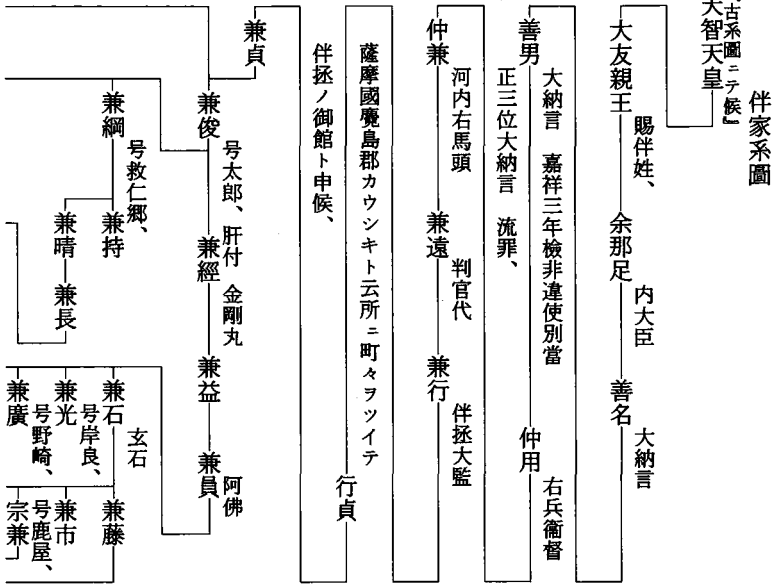 伴家系圖
古系圖ニテ候』
天智天皇
大友親王
賜伴姓、
余那足
内大臣
善名
大納言
善男
大納言　嘉祥三年檢非違使別當
正三位大納言　流罪、
仲用
右兵衞督
仲兼
河内右馬頭
兼遠
判官代
兼行
伴拯大監
薩摩國麑島郡カウシキト云所ニ町々ヲツイテ
伴拯ノ御館ト申候、
行貞
兼貞
兼俊
号太郎、肝付
兼經
金剛丸
兼益
兼員
阿佛
兼綱
号救仁郷、
兼持
兼晴
兼長
兼石
玄石
号岸良、
兼藤
兼光
号野崎、
兼市
号鹿屋、
兼廣
宗兼